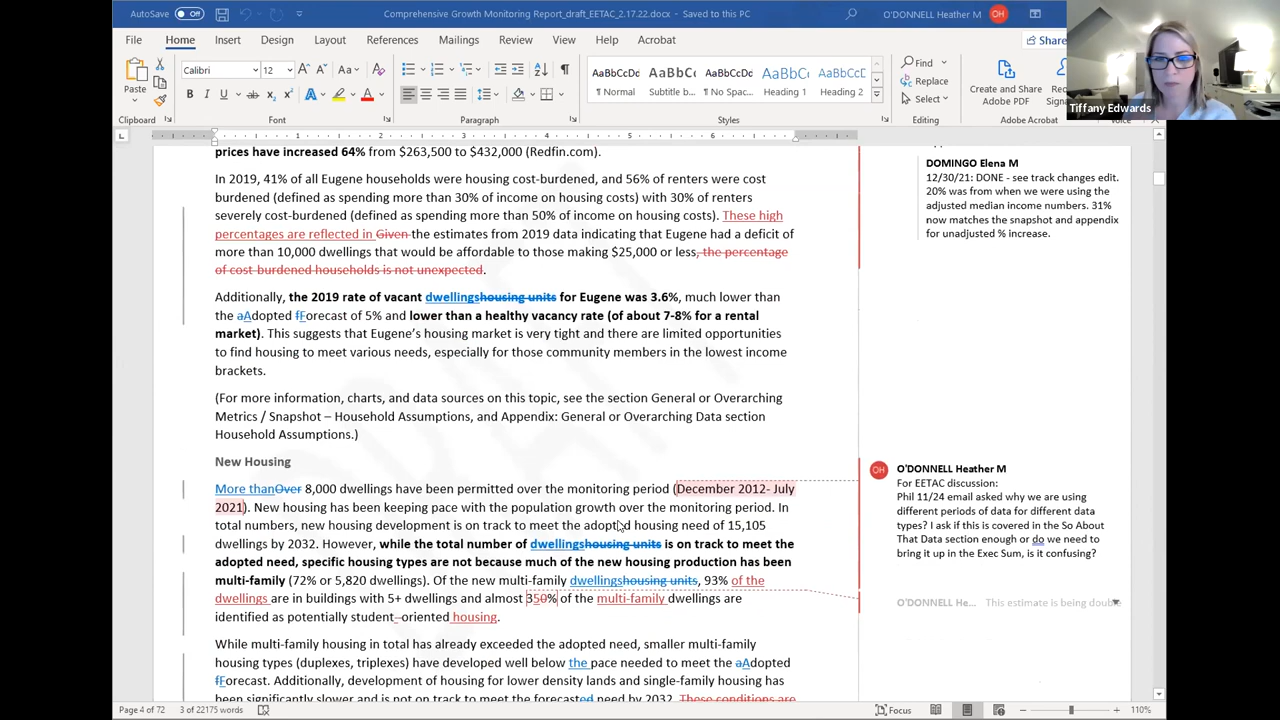 AutoSave Off Comprehensive Growth Monitoring Report_draft_EETAC_2.17.22.docx - Saved to this PC O'DONNELL Heather M OH
File Home Insert Design Layout References Mailings Review View Help Acrobat Share
Tiffany Edwards
Paste
Calibri 12
B I U
AaBbCcDd AaBbCcDc AaBbCcDd AaBbCcD AaBbCcD
¶ Normal Subtitle b... ¶ No Spac... Heading 1 Heading 2
Find
Replace
Select
Create and Share
Adobe PDF
Clipboard Font Paragraph Styles Editing Adobe Acrobat Voice
prices have increased 64% from $263,500 to $432,000 (Redfin.com).
In 2019, 41% of all Eugene households were housing cost-burdened, and 56% of renters were cost
burdened (defined as spending more than 30% of income on housing costs) with 30% of renters
severely cost-burdened (defined as spending more than 50% of income on housing costs). These high
percentages are reflected in Given the estimates from 2019 data indicating that Eugene had a deficit of
more than 10,000 dwellings that would be affordable to those making $25,000 or less, the percentage
of cost-burdened households is not unexpected.
Additionally, the 2019 rate of vacant dwellingshousing units for Eugene was 3.6%, much lower than
the aAdopted fForecast of 5% and lower than a healthy vacancy rate (of about 7-8% for a rental
market). This suggests that Eugene's housing market is very tight and there are limited opportunities
to find housing to meet various needs, especially for those community members in the lowest income
brackets.
(For more information, charts, and data sources on this topic, see the section General or Overarching
Metrics / Snapshot – Household Assumptions, and Appendix: General or Overarching Data section
Household Assumptions.)
New Housing
More thanOver 8,000 dwellings have been permitted over the monitoring period (December 2012- July
2021). New housing has been keeping pace with the population growth over the monitoring period. In
total numbers, new housing development is on track to meet the adopted housing need of 15,105
dwellings by 2032. However, while the total number of dwellingshousing units is on track to meet the
adopted need, specific housing types are not because much of the new housing production has been
multi-family (72% or 5,820 dwellings). Of the new multi-family dwellingshousing units, 93% of the
dwellings are in buildings with 5+ dwellings and almost 350% of the multi-family dwellings are
identified as potentially student -oriented housing.
While multi-family housing in total has already exceeded the adopted need, smaller multi-family
housing types (duplexes, triplexes) have developed well below the pace needed to meet the aAdopted
fForecast. Additionally, development of housing for lower density lands and single-family housing has
been significantly slower and is not on track to meet the forecasted need by 2032. These conditions are
DOMINGO Elena M
12/30/21: DONE - see track changes edit.
20% was from when we were using the
adjusted median income numbers. 31%
now matches the snapshot and appendix
for unadjusted % increase.
OH O'DONNELL Heather M
For EETAC discussion:
Phil 11/24 email asked why we are using
different periods of data for different data
types? I ask if this is covered in the So About
That Data section enough or do we need to
bring it up in the Exec Sum, is it confusing?
O'DONNELL He... This estimate is being double
Page 4 of 72 3 of 22175 words Focus 110%